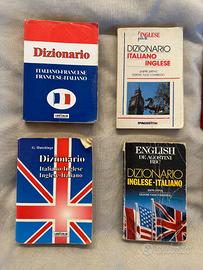 Dizionario
ITALIANO-FRANCESE
FRANCESE-ITALIANO
INGLESE
DIZIONARIO
ITALIANO
INGLESE
DEAGOSTINI
Dizionario
Italiano-Inglese
Inglese-Italiano
ENGLISH
DE AGOSTINI
BBC
DIZIONARIO
INGLESE-ITALIANO